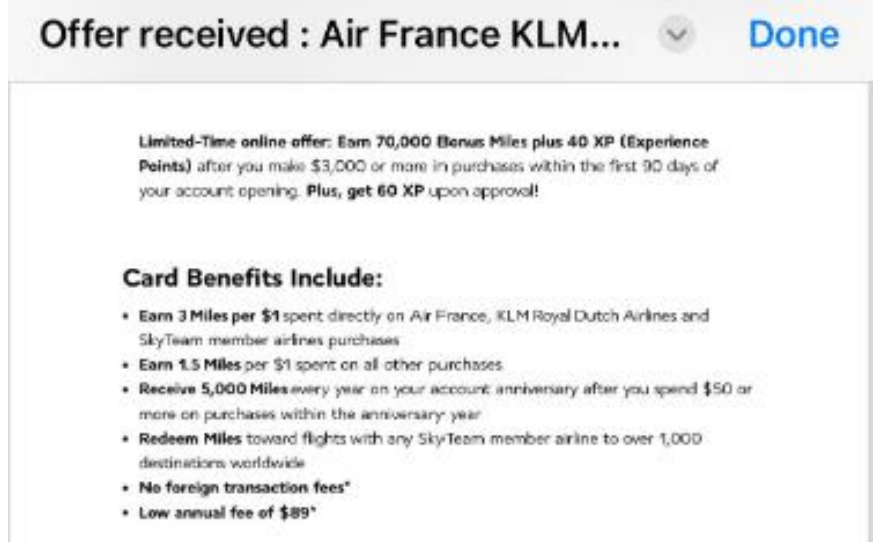 Offer received : Air France KLM...
Done
Limited-Time online offer: Earn 70,000 Bonus Miles plus 40 XP (Experience
Points) after you make $3,000 or more in purchases within the first 90 days of
your account opening. Plus, get 60 XP upon approval!
Card Benefits Include:
• Earn 3 Miles per $1 spent directly on Air France, KLM Royal Dutch Airlines and
SkyTeam member airlines purchases
• Earn 1.5 Miles per $1 spent on all other purchases
• Receive 5,000 Miles every year on your account anniversary after you spend $50 or
more on purchases within the anniversary year
• Redeem Miles toward flights with any SkyTeam member airline to over 1,000
destinations worldwide
• No foreign transaction fees*
• Low annual fee of $89*